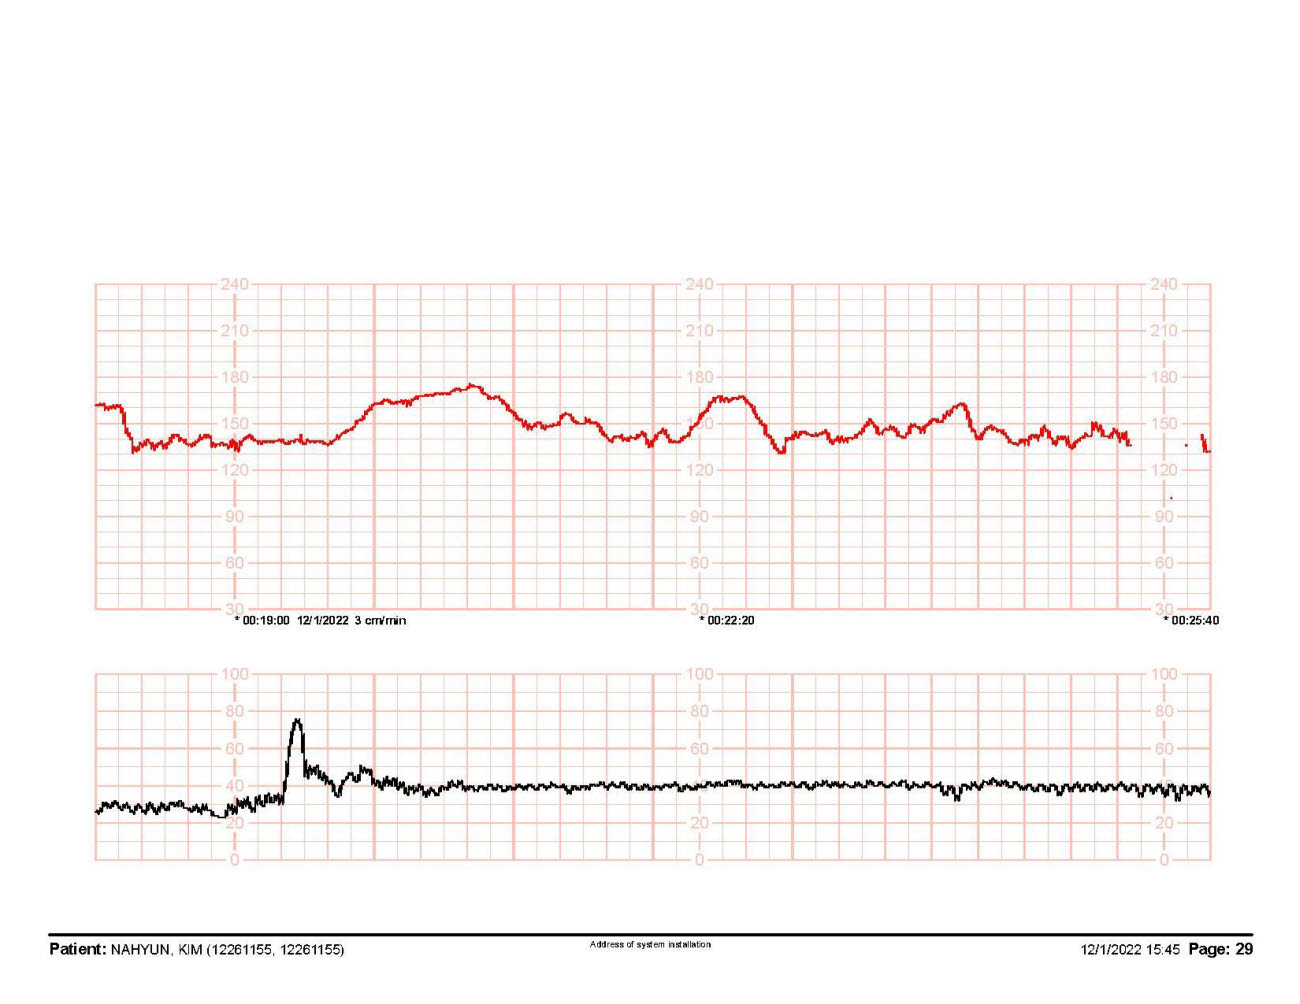 240 240 240
210 210 210
180 180 180
150 150 150
120 120 120
90 90 90
60 60 60
30 30 30
* 00:19:00 12/1/2022 3 cm/min * 00:22:20 * 00:25:40
100 100 100
80 80 80
60 60 60
40 40 40
20 20 20
0 0 0
Patient: NAHYUN, KIM (12261155, 12261155) Address of system installation 12/1/2022 15:45 Page: 29